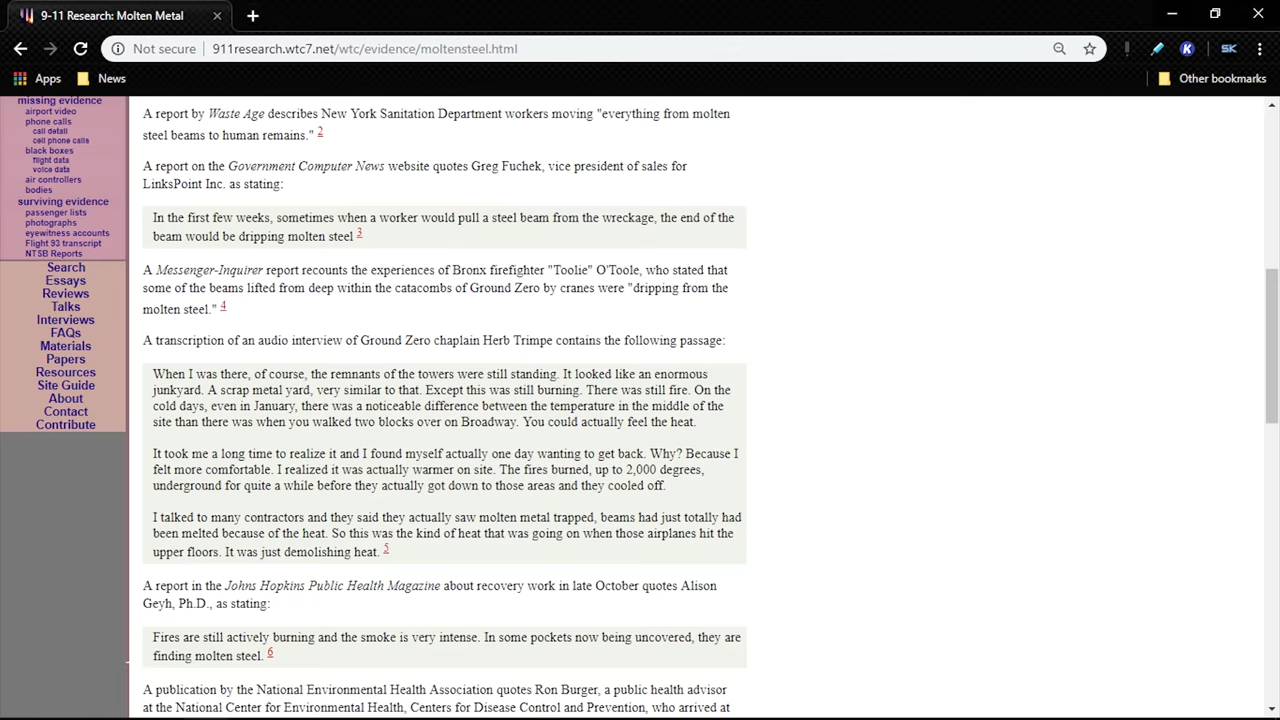 9-11 Research: Molten Metal
Not secure
911research.wtc7.net/wtc/evidence/moltensteel.html
K
SK
Apps
News
Other bookmarks
missing evidence
airport video
phone calls
call detail
cell phone calls
black boxes
flight data
voice data
air controllers
bodies
surviving evidence
passenger lists
photographs
eyewitness accounts
Flight 93 transcript
NTSB Reports
Search
Essays
Reviews
Talks
Interviews
FAQs
Materials
Papers
Resources
Site Guide
About
Contact
Contribute
A report by Waste Age describes New York Sanitation Department workers moving "everything from molten
steel beams to human remains." 2
A report on the Government Computer News website quotes Greg Fuchek, vice president of sales for
LinksPoint Inc. as stating:
In the first few weeks, sometimes when a worker would pull a steel beam from the wreckage, the end of the
beam would be dripping molten steel 3
A Messenger-Inquirer report recounts the experiences of Bronx firefighter "Toolie" O'Toole, who stated that
some of the beams lifted from deep within the catacombs of Ground Zero by cranes were "dripping from the
molten steel." 4
A transcription of an audio interview of Ground Zero chaplain Herb Trimpe contains the following passage:
When I was there, of course, the remnants of the towers were still standing. It looked like an enormous
junkyard. A scrap metal yard, very similar to that. Except this was still burning. There was still fire. On the
cold days, even in January, there was a noticeable difference between the temperature in the middle of the
site than there was when you walked two blocks over on Broadway. You could actually feel the heat.
It took me a long time to realize it and I found myself actually one day wanting to get back. Why? Because I
felt more comfortable. I realized it was actually warmer on site. The fires burned, up to 2,000 degrees,
underground for quite a while before they actually got down to those areas and they cooled off.
I talked to many contractors and they said they actually saw molten metal trapped, beams had just totally had
been melted because of the heat. So this was the kind of heat that was going on when those airplanes hit the
upper floors. It was just demolishing heat. 5
A report in the Johns Hopkins Public Health Magazine about recovery work in late October quotes Alison
Geyh, Ph.D., as stating:
Fires are still actively burning and the smoke is very intense. In some pockets now being uncovered, they are
finding molten steel. 6
A publication by the National Environmental Health Association quotes Ron Burger, a public health advisor
at the National Center for Environmental Health, Centers for Disease Control and Prevention, who arrived at